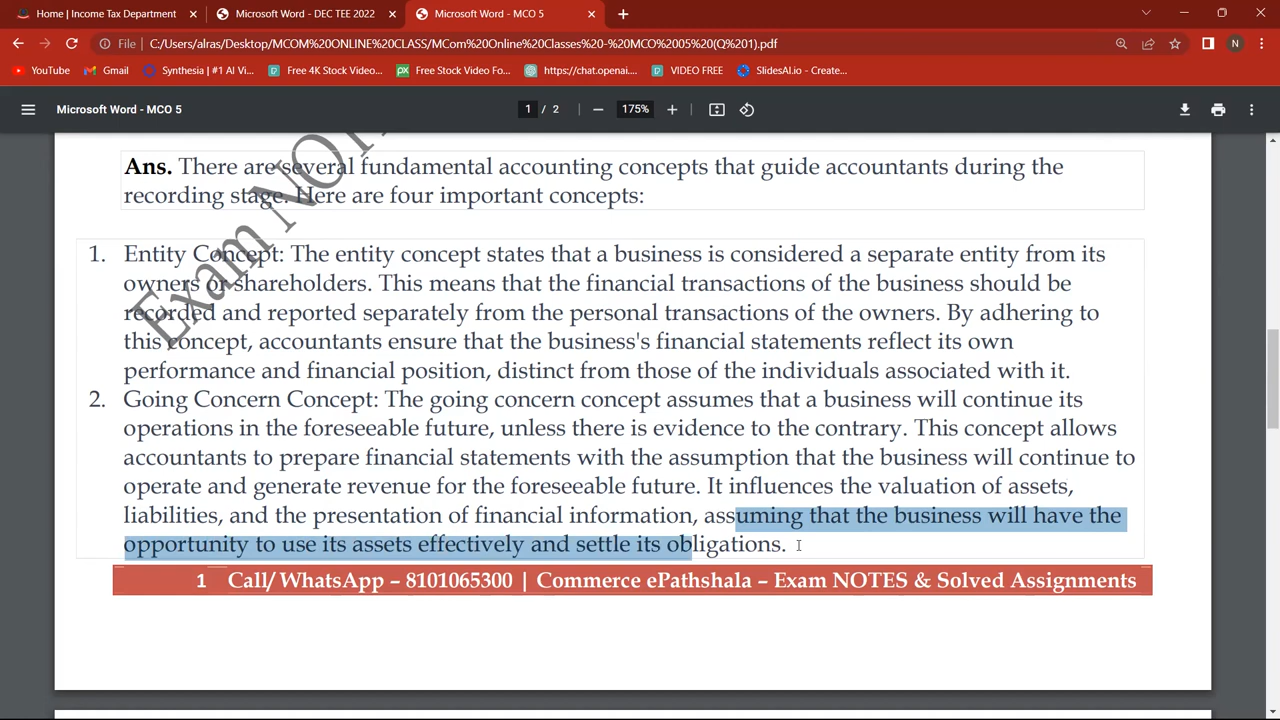 Home | Income Tax Department
Microsoft Word - DEC TEE 2022
Microsoft Word - MCO 5
File C:/Users/alras/Desktop/MCOM%20ONLINE%20CLASS/MCom%20Online%20Classes%20-%20MCO%2005%20(Q%201).pdf
N
YouTube Gmail Synthesia | #1 AI Vi... Free 4K Stock Video... px Free Stock Video Fo... https://chat.openai.... VIDEO FREE SlidesAI.io - Create...
Microsoft Word - MCO 5 1 / 2 175%
Ans. There are several fundamental accounting concepts that guide accountants during the
recording stage. Here are four important concepts:
1. Entity Concept: The entity concept states that a business is considered a separate entity from its
owners or shareholders. This means that the financial transactions of the business should be
recorded and reported separately from the personal transactions of the owners. By adhering to
this concept, accountants ensure that the business's financial statements reflect its own
performance and financial position, distinct from those of the individuals associated with it.
2. Going Concern Concept: The going concern concept assumes that a business will continue its
operations in the foreseeable future, unless there is evidence to the contrary. This concept allows
accountants to prepare financial statements with the assumption that the business will continue to
operate and generate revenue for the foreseeable future. It influences the valuation of assets,
liabilities, and the presentation of financial information, assuming that the business will have the
opportunity to use its assets effectively and settle its obligations.
1 Call/ WhatsApp – 8101065300 | Commerce ePathshala – Exam NOTES & Solved Assignments
Exam